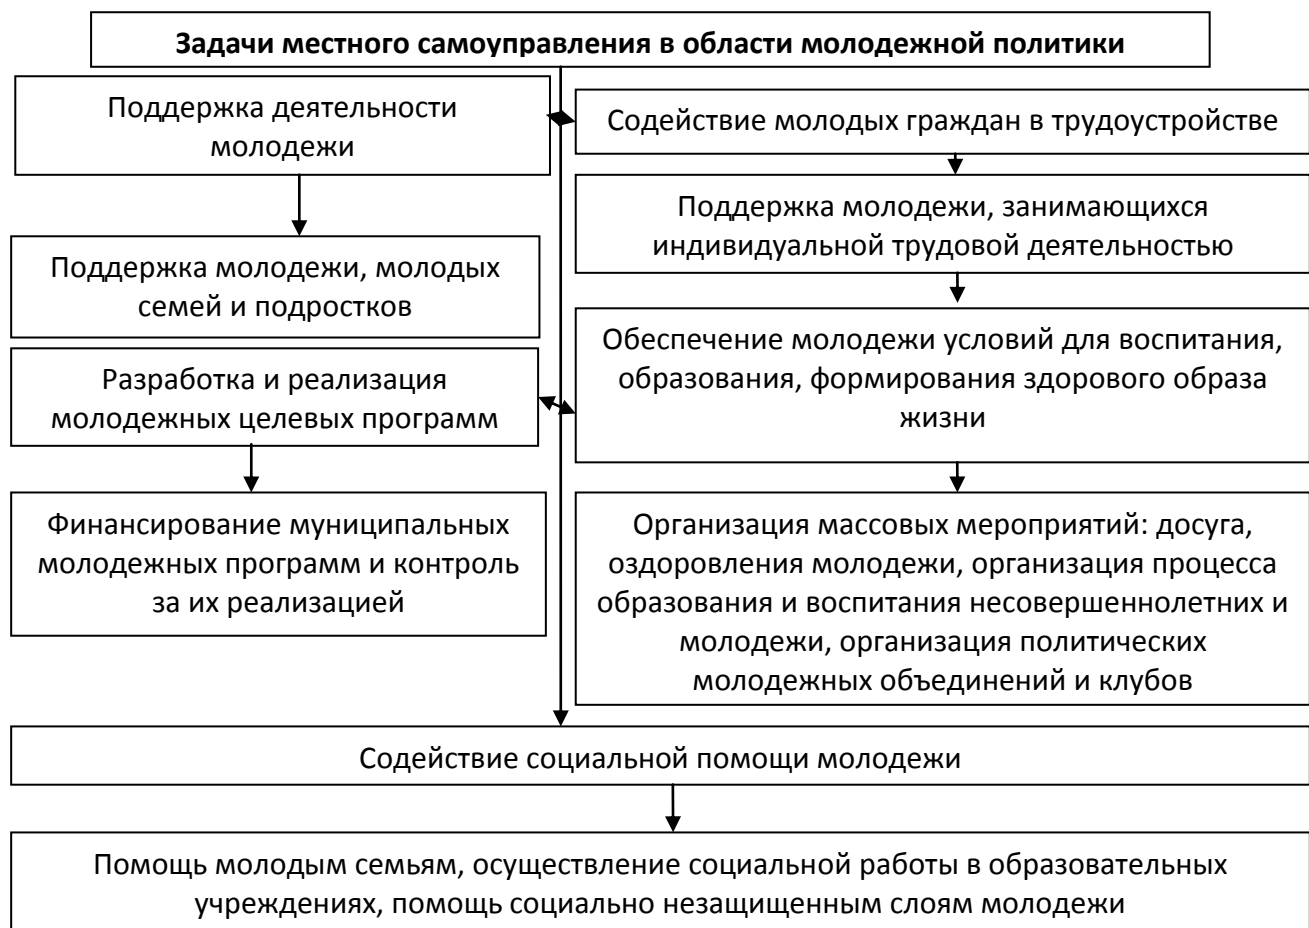 Задачи местного самоуправления в области молодежной политики
Поддержка деятельности
молодежи
Содействие молодых граждан в трудоустройстве
Поддержка молодежи, занимающихся
индивидуальной трудовой деятельностью
Поддержка молодежи, молодых
семей и подростков
Обеспечение молодежи условий для воспитания,
образования, формирования здорового образа
жизни
Разработка и реализация
молодежных целевых программ
Финансирование муниципальных
молодежных программ и контроль
за их реализацией
Организация массовых мероприятий: досуга,
оздоровления молодежи, организация процесса
образования и воспитания несовершеннолетних и
молодежи, организация политических
молодежных объединений и клубов
Содействие социальной помощи молодежи
Помощь молодым семьям, осуществление социальной работы в образовательных
учреждениях, помощь социально незащищенным слоям молодежи